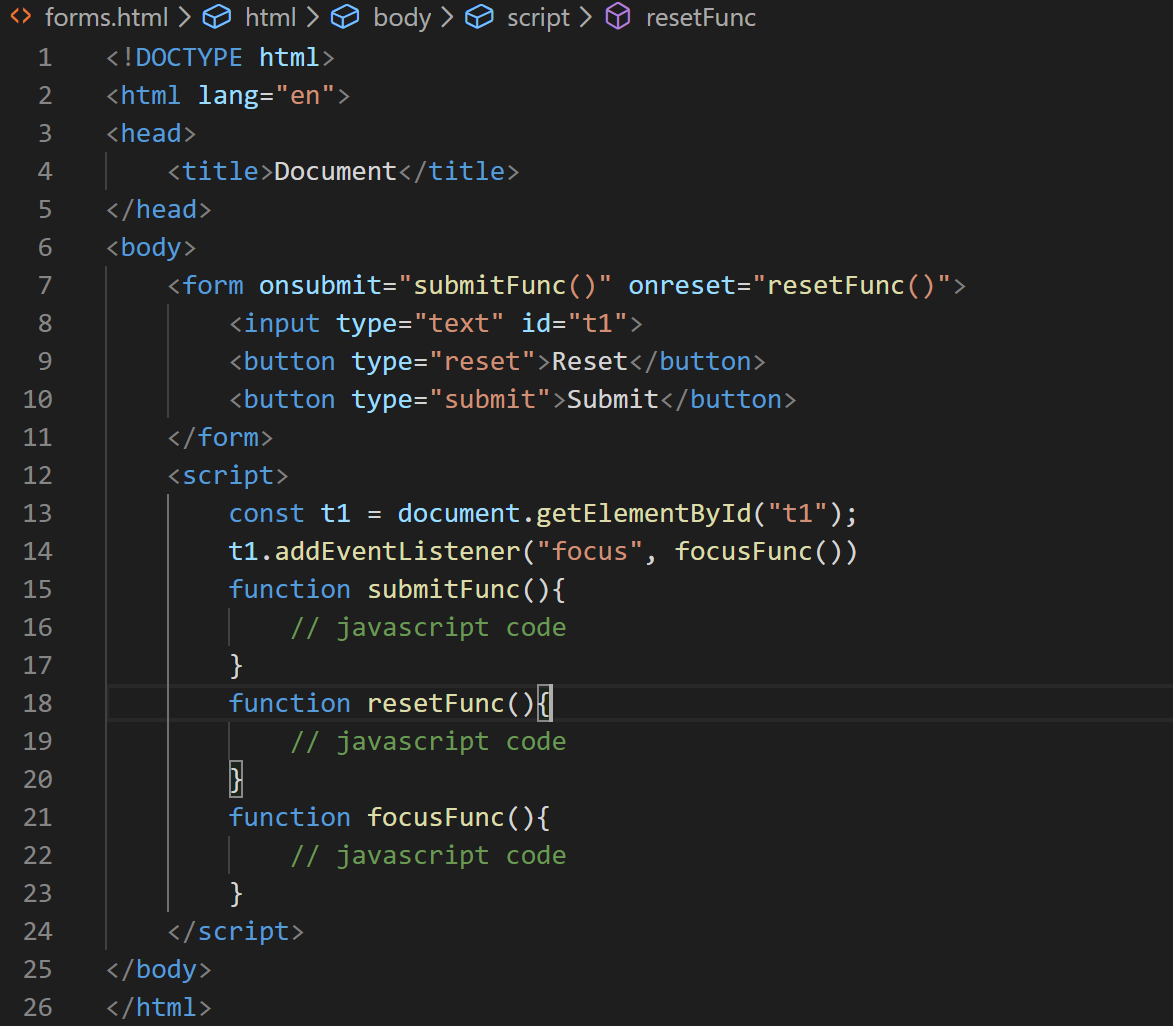 forms.html > html > body > script > resetFunc
1 <!DOCTYPE html>
2 <html lang="en">
3 <head>
4     <title>Document</title>
5 </head>
6 <body>
7     <form onsubmit="submitFunc()" onreset="resetFunc()">
8         <input type="text" id="t1">
9         <button type="reset">Reset</button>
10         <button type="submit">Submit</button>
11     </form>
12     <script>
13         const t1 = document.getElementById("t1");
14         t1.addEventListener("focus", focusFunc())
15         function submitFunc(){
16             // javascript code
17         }
18         function resetFunc(){
19             // javascript code
20         }
21         function focusFunc(){
22             // javascript code
23         }
24     </script>
25 </body>
26 </html>